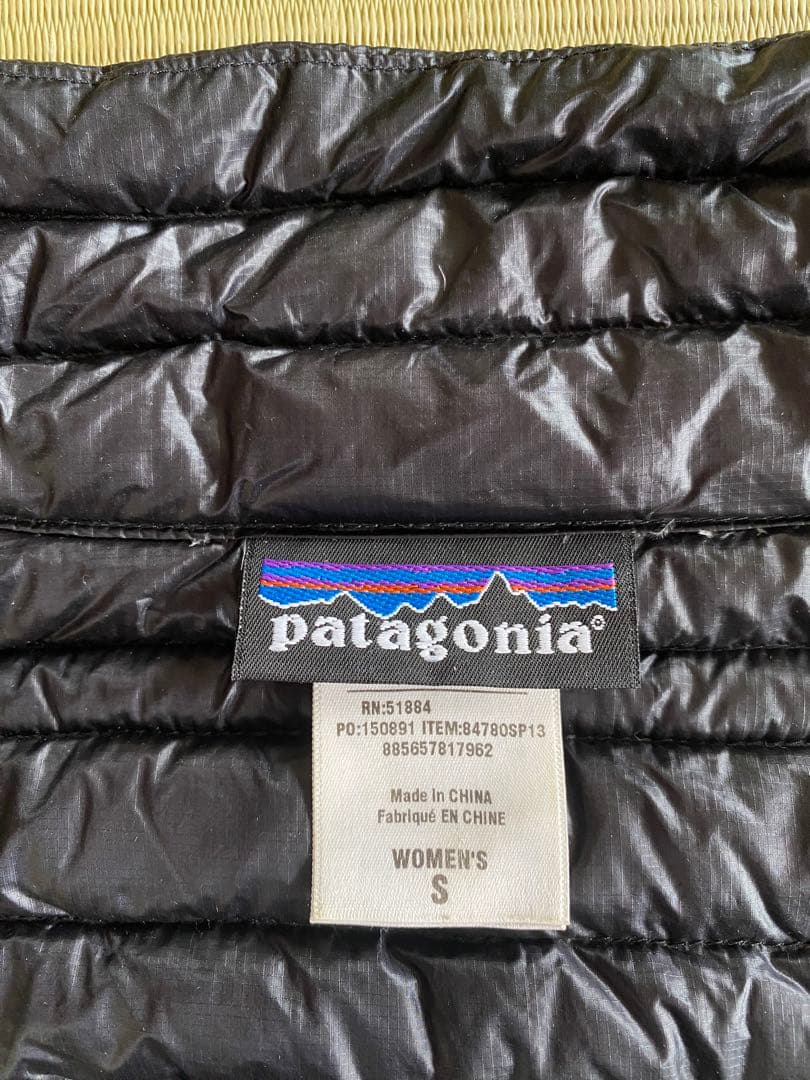 patagonia®
RN:51884
PO:150891 ITEM:84780SP13
885657817962
Made In CHINA
Fabriqué EN CHINE
WOMEN'S
S